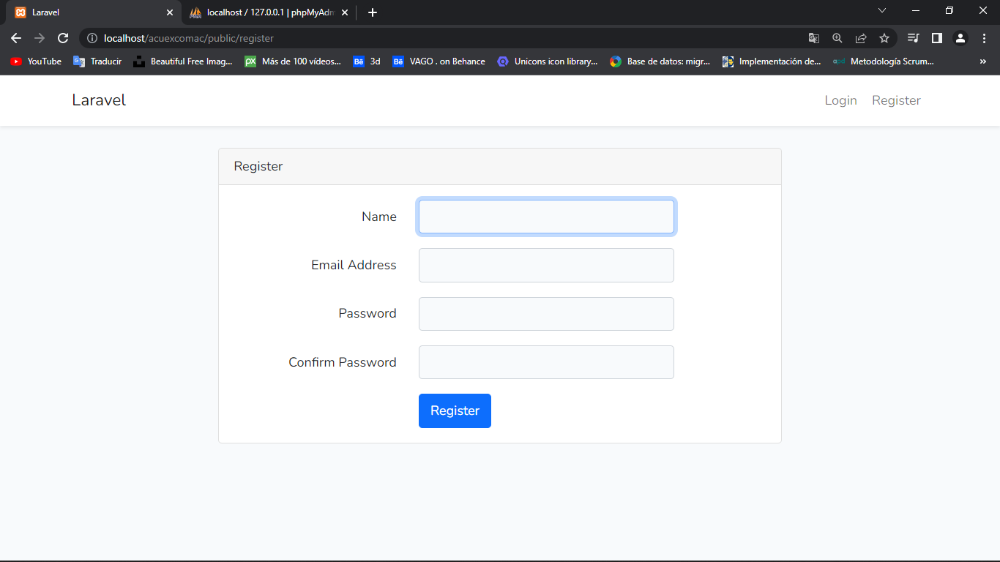 Laravel
localhost / 127.0.0.1 | phpMyAdm
localhost/acuexcomac/public/register
YouTube Traducir Beautiful Free Imag... Más de 100 vídeos... 3d VAGO . on Behance Unicons icon library... Base de datos: migr... Implementación de... Metodología Scrum...
Laravel Login Register
Register
Name
Email Address
Password
Confirm Password
Register